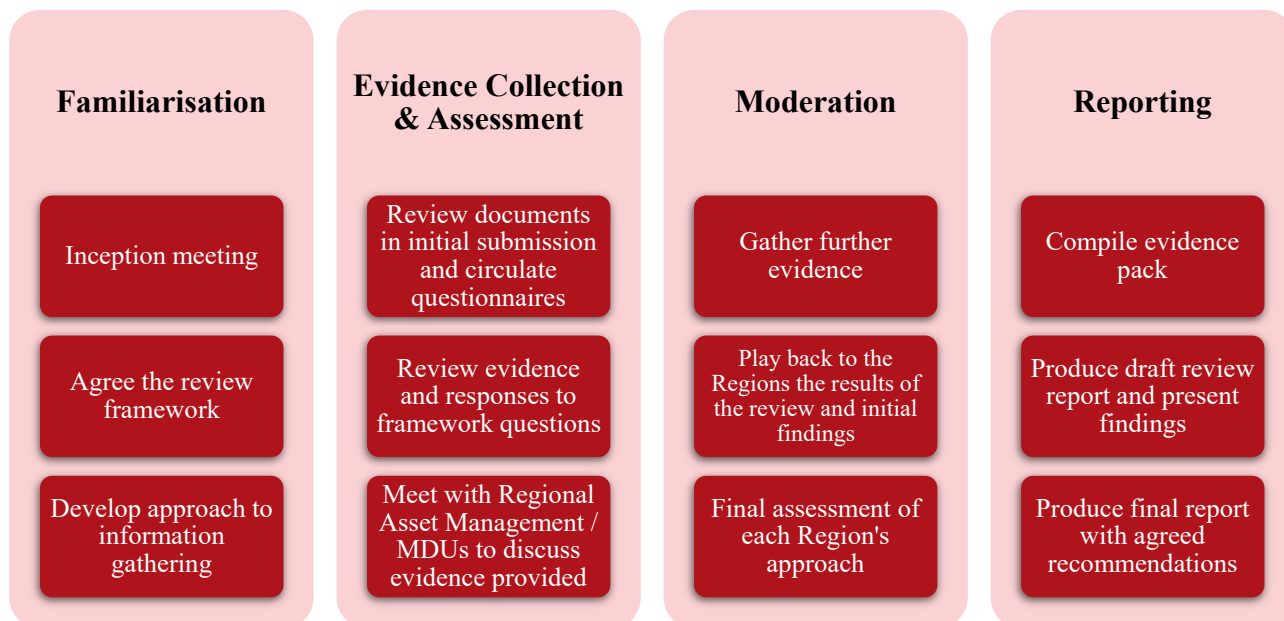 Familiarisation
Inception meeting
Agree the review
framework
Develop approach to
information
gathering
Evidence Collection
& Assessment
Review documents
in initial submission
and circulate
questionnaires
Review evidence
and responses to
framework questions
Meet with Regional
Asset Management /
MDUs to discuss
evidence provided
Moderation
Gather further
evidence
Play back to the
Regions the results of
the review and initial
findings
Final assessment of
each Region's
approach
Reporting
Compile evidence
pack
Produce draft review
report and present
findings
Produce final report
with agreed
recommendations